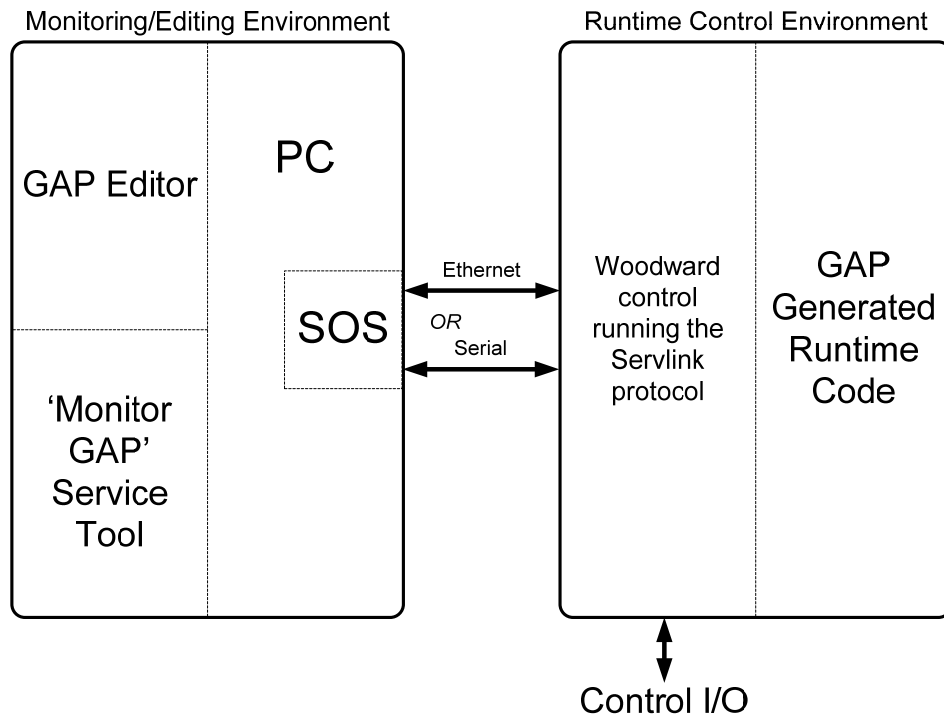 Monitoring/Editing Environment
Runtime Control Environment
GAP Editor
PC
SOS
‘Monitor
GAP’
Service
Tool
Ethernet
OR
Serial
Woodward
control
running the
Servlink
protocol
GAP
Generated
Runtime
Code
Control I/O